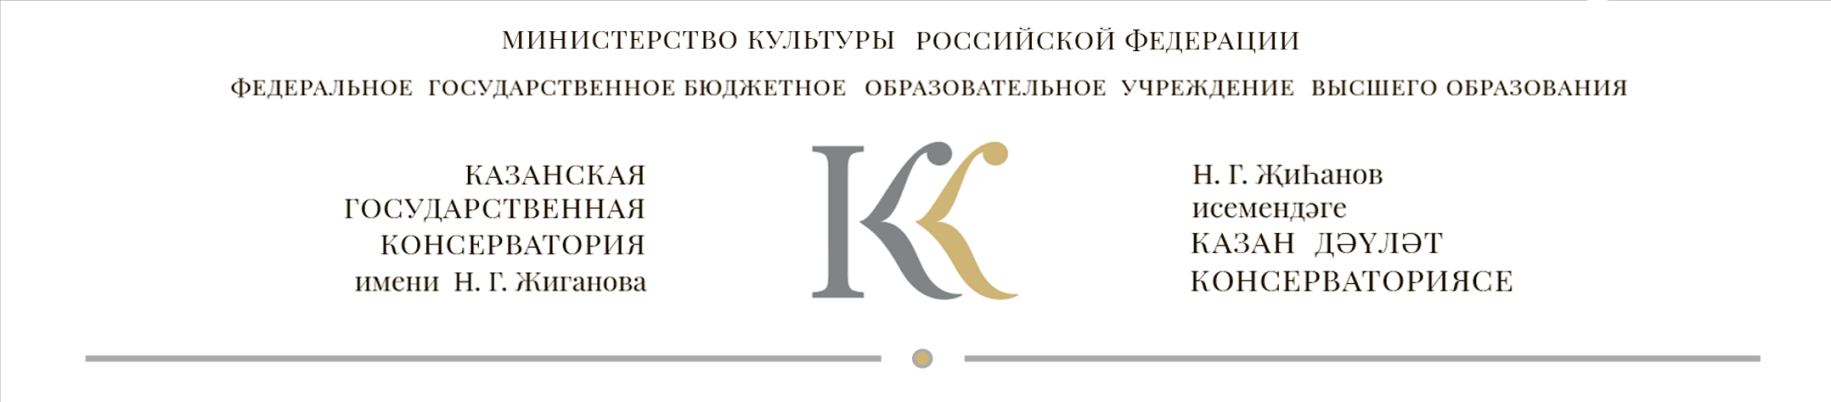 МИНИСТЕРСТВО КУЛЬТУРЫ РОССИЙСКОЙ ФЕДЕРАЦИИ
ФЕДЕРАЛЬНОЕ ГОСУДАРСТВЕННОЕ БЮДЖЕТНОЕ ОБРАЗОВАТЕЛЬНОЕ УЧРЕЖДЕНИЕ ВЫСШЕГО ОБРАЗОВАНИЯ
КАЗАНСКАЯ
ГОСУДАРСТВЕННАЯ
КОНСЕРВАТОРИЯ
имени Н. Г. Жиганова
КК
Н. Г. Җиһанов
исемендәге
КАЗАН ДӘҮЛӘТ
КОНСЕРВАТОРИЯСЕ